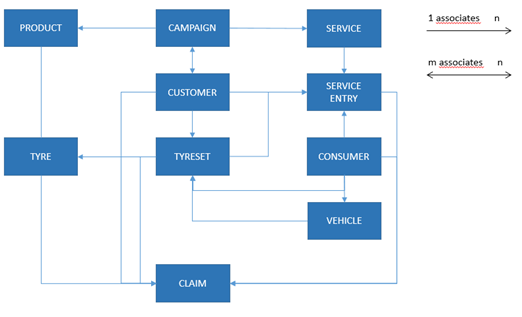 PRODUCT
CAMPAIGN
SERVICE
1 associates n
m associates n
CUSTOMER
SERVICE
ENTRY
TYRE
TYRESET
CONSUMER
VEHICLE
CLAIM